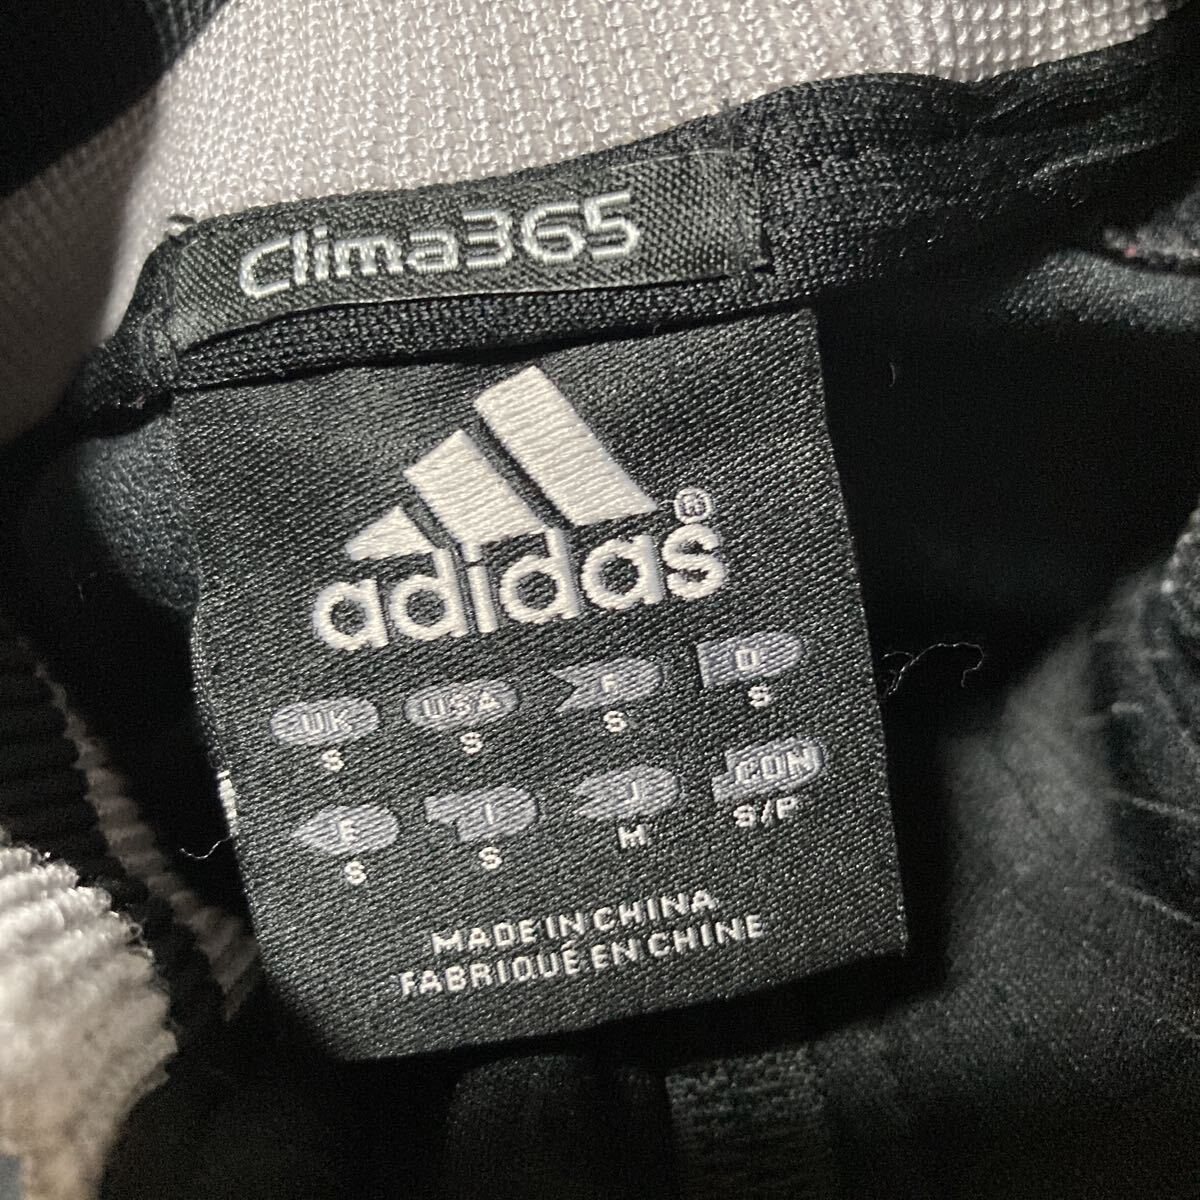 Clima365
adidas®
UK USA F D
S S S S
E I J CON
S S M S/P
MADE IN CHINA
FABRIQUÉ EN CHINE